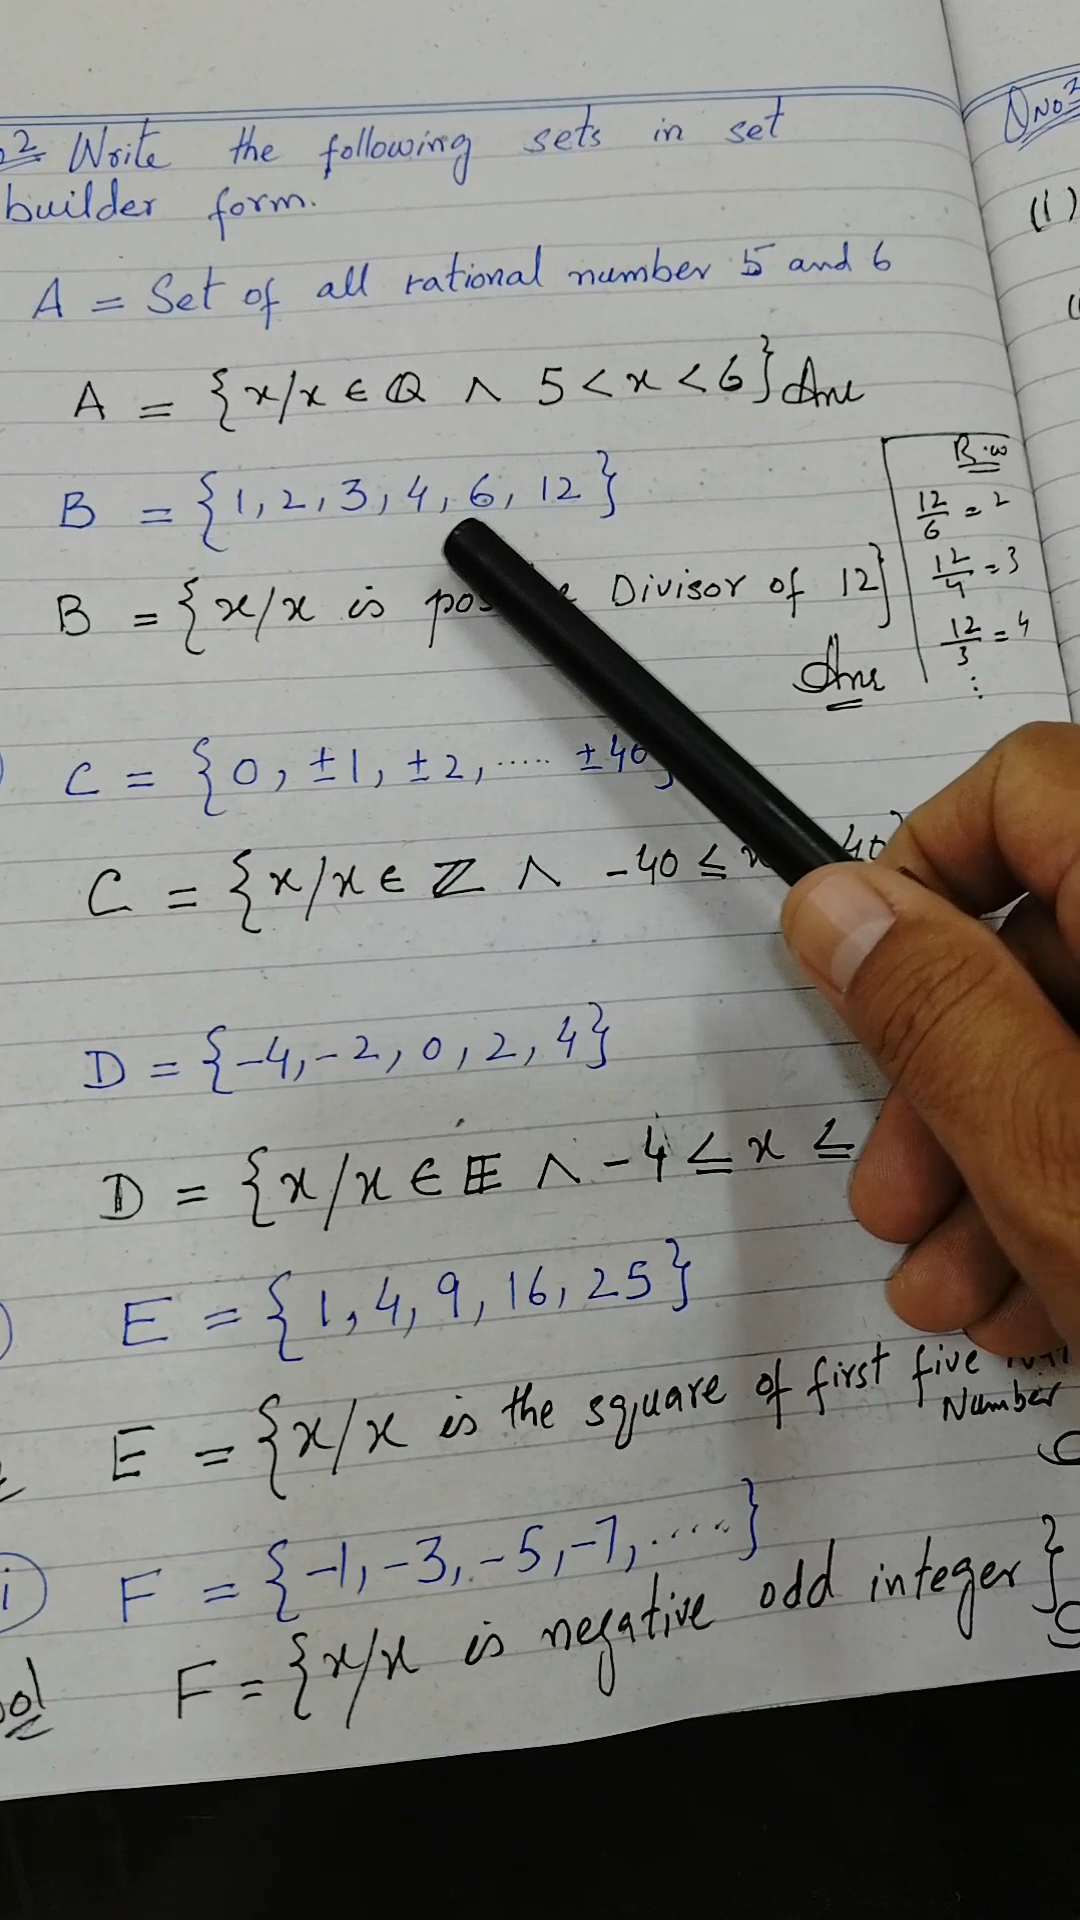 2 Write the following sets in set
builder form.
A = Set of all rational number 5 and 6
A = {x/x ∈ Q ∧ 5 < x < 6} Ans
B = {1, 2, 3, 4, 6, 12}
B = {x/x is Divisor of 12} Ans
R.w
12/6 = 2
12/4 = 3
12/3 = 4
⋮
C = {0, ±1, ±2, ..... ±40}
C = {x/x ∈ Z ∧ -40 ≤ x 40}
D = {-4, -2, 0, 2, 4}
D = {x/x ∈ E ∧ -4 ≤ x ≤
E = {1, 4, 9, 16, 25}
E = {x/x is the square of first five
Number
i) F = {-1, -3, -5, -7, .....}
F = {x/x is negative odd integer}
Qno2
(i)